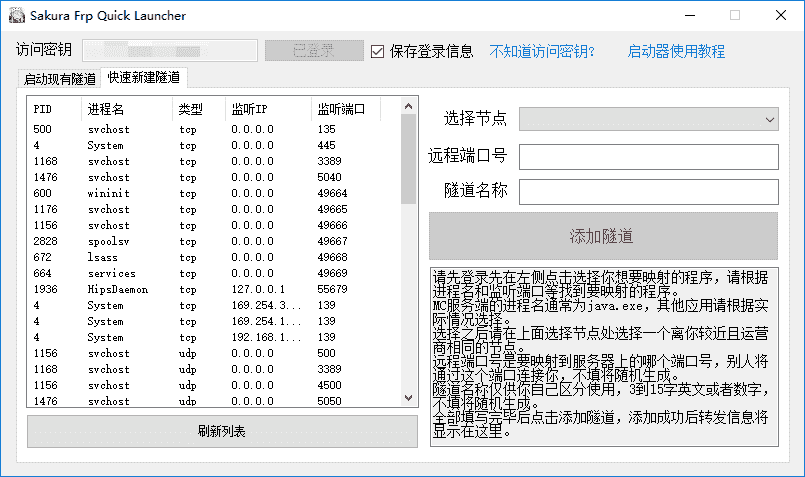 Sakura Frp Quick Launcher
访问密钥 已登录 保存登录信息 不知道访问密钥? 启动器使用教程
启动现有隧道 快速新建隧道
PID 进程名 类型 监听IP 监听端口
500 svchost tcp 0.0.0.0 135
4 System tcp 0.0.0.0 445
1168 svchost tcp 0.0.0.0 3389
1476 svchost tcp 0.0.0.0 5040
600 wininit tcp 0.0.0.0 49664
1176 svchost tcp 0.0.0.0 49665
1156 svchost tcp 0.0.0.0 49666
2828 spoolsv tcp 0.0.0.0 49667
672 lsass tcp 0.0.0.0 49668
664 services tcp 0.0.0.0 49669
1936 HipsDaemon tcp 127.0.0.1 55679
4 System tcp 169.254.3... 139
4 System tcp 169.254.1... 139
4 System tcp 192.168.1... 139
1156 svchost udp 0.0.0.0 500
1168 svchost udp 0.0.0.0 3389
1156 svchost udp 0.0.0.0 4500
1476 svchost udp 0.0.0.0 5050
刷新列表
选择节点
远程端口号
隧道名称
添加隧道
请先登录先在左侧点击选择你想要映射的程序，请根据
进程名和监听端口等找到要映射的程序。
MC服务端的进程名通常为java.exe，其他应用请根据实
际情况选择。
选择之后请在上面选择节点处选择一个离你较近且运营
商相同的节点。
远程端口号是要映射到服务器上的哪个端口号，别人将
通过这个端口连接你，不填将随机生成。
隧道名称仅供你自己区分使用，3到15字英文或者数字，
不填将随机生成。
全部填写完毕后点击添加隧道，添加成功后转发信息将
显示在这里。